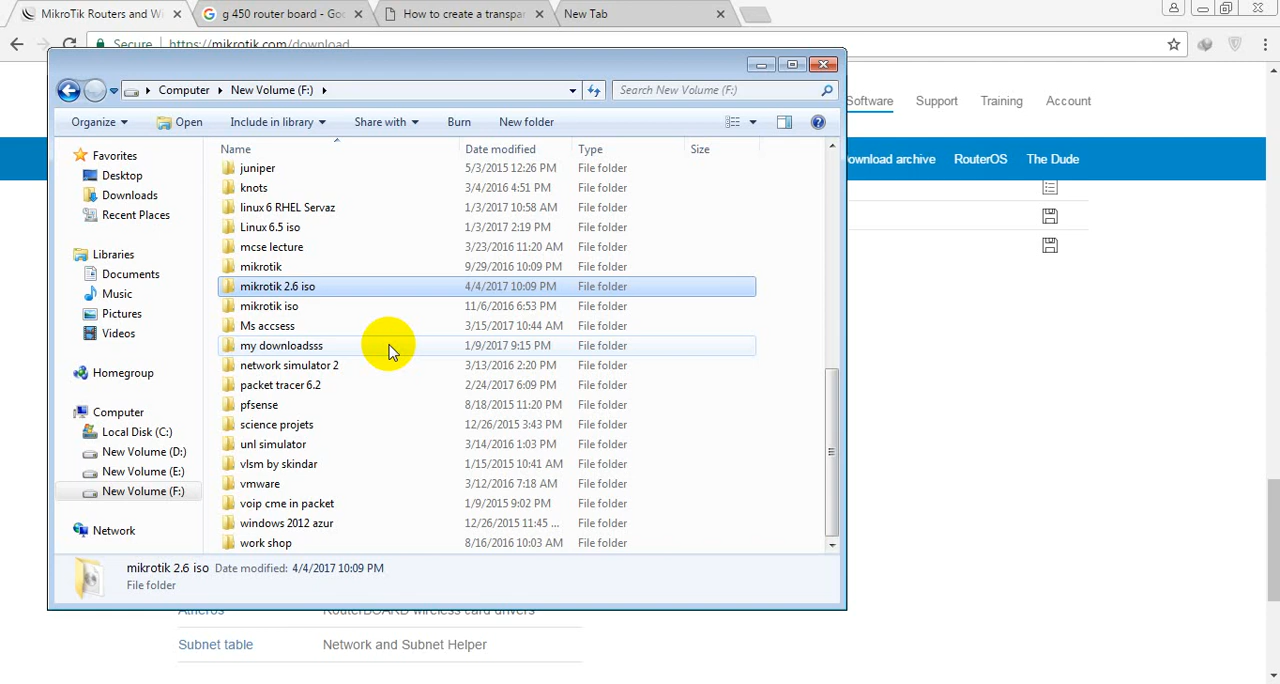 MikroTik Routers and Wi
g 450 router board - Goo
How to create a transpar
New Tab
Secure
https://mikrotik.com/download
Computer
New Volume (F:)
Search New Volume (F:)
Organize
Open
Include in library
Share with
Burn
New folder
Software
Support
Training
Account
ownload archive
RouterOS
The Dude
Name
Date modified
Type
Size
Favorites
Desktop
Downloads
Recent Places
Libraries
Documents
Music
Pictures
Videos
Homegroup
Computer
Local Disk (C:)
New Volume (D:)
New Volume (E:)
New Volume (F:)
Network
juniper 5/3/2015 12:26 PM File folder
knots 3/4/2016 4:51 PM File folder
linux 6 RHEL Servaz 1/3/2017 10:58 AM File folder
Linux 6.5 iso 1/3/2017 2:19 PM File folder
mcse lecture 3/23/2016 11:20 AM File folder
mikrotik 9/29/2016 10:09 PM File folder
mikrotik 2.6 iso 4/4/2017 10:09 PM File folder
mikrotik iso 11/6/2016 6:53 PM File folder
Ms accsess 3/15/2017 10:44 AM File folder
my downloadsss 1/9/2017 9:15 PM File folder
network simulator 2 3/13/2016 2:20 PM File folder
packet tracer 6.2 2/24/2017 6:09 PM File folder
pfsense 8/18/2015 11:20 PM File folder
science projets 12/26/2015 3:43 PM File folder
unl simulator 3/14/2016 1:03 PM File folder
vlsm by skindar 1/15/2015 10:41 AM File folder
vmware 3/12/2016 7:18 AM File folder
voip cme in packet 1/9/2015 9:02 PM File folder
windows 2012 azur 12/26/2015 11:45 ... File folder
work shop 8/16/2016 10:03 AM File folder
mikrotik 2.6 iso Date modified: 4/4/2017 10:09 PM
File folder
Atheros RouterBOARD wireless card drivers
Subnet table Network and Subnet Helper